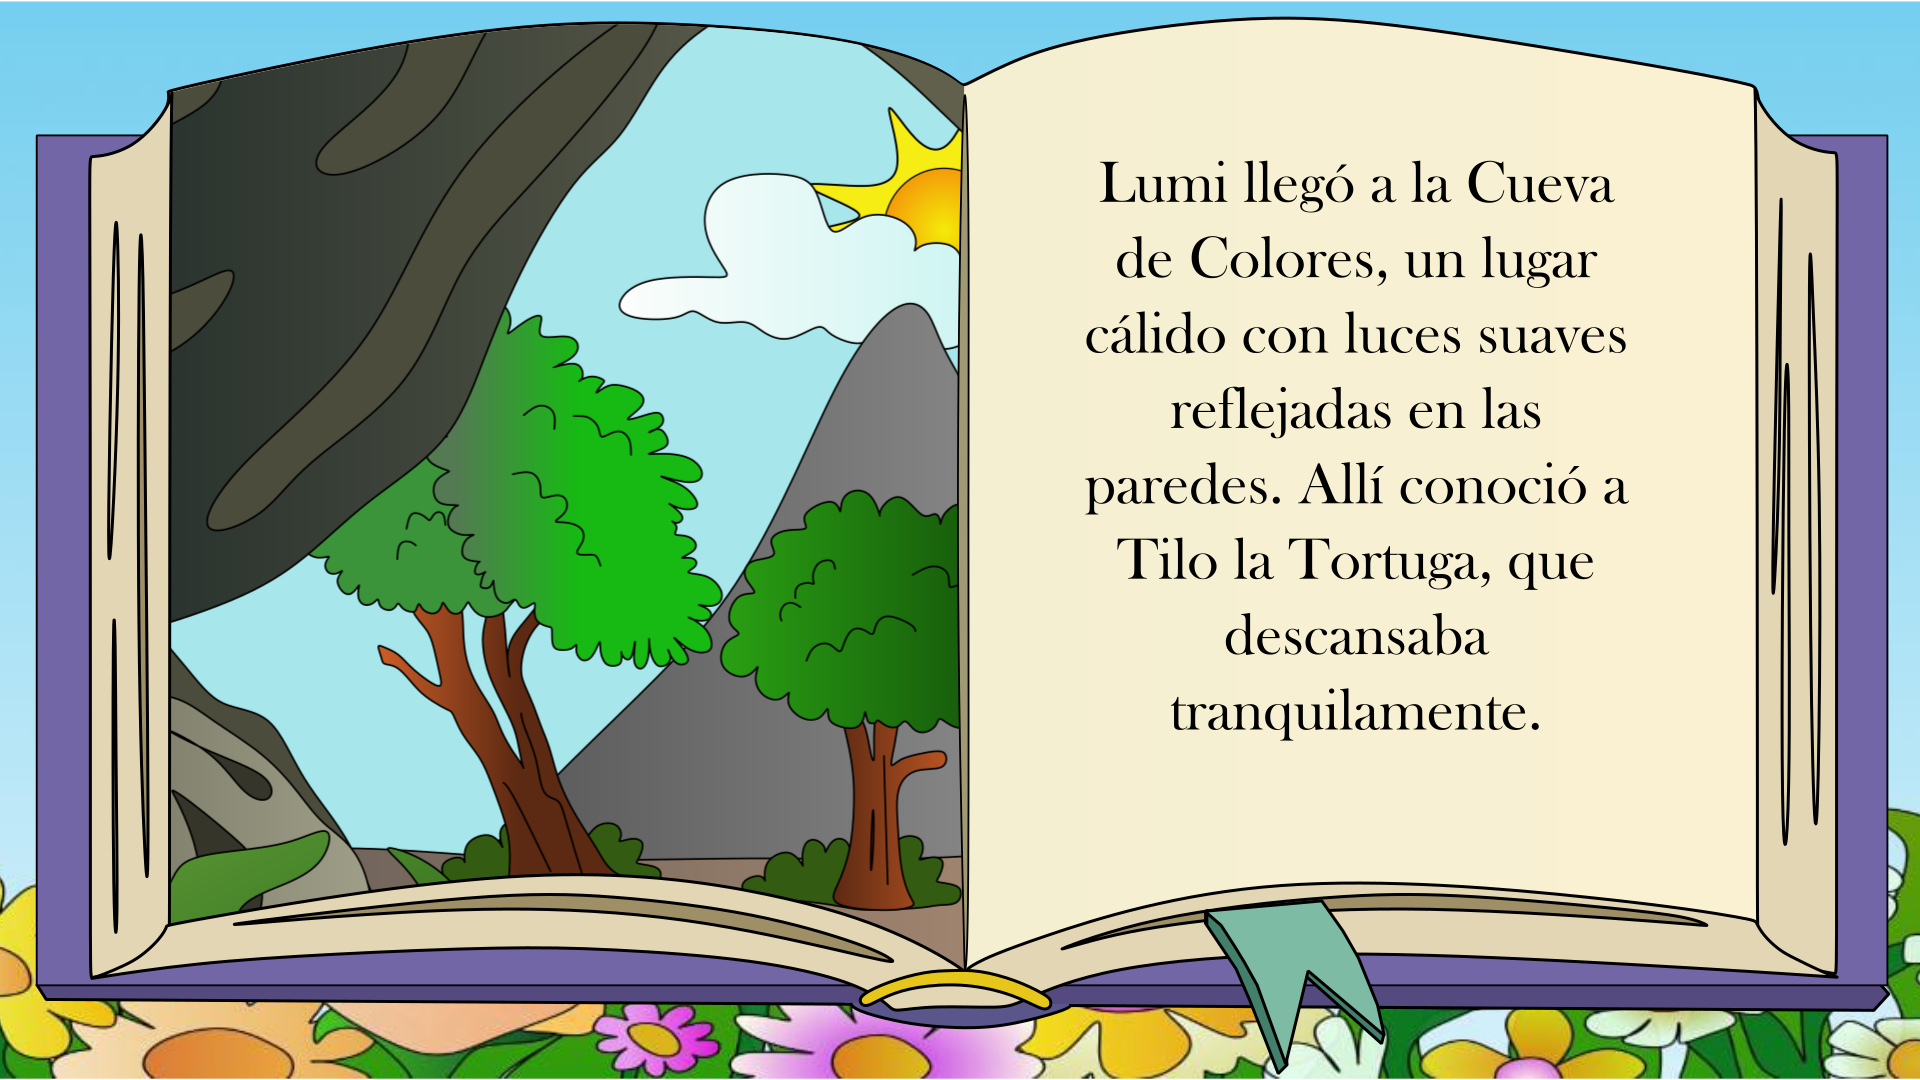 Lumi llegó a la Cueva
de Colores, un lugar
cálido con luces suaves
reflejadas en las
paredes. Allí conoció a
Tilo la Tortuga, que
descansaba
tranquilamente.